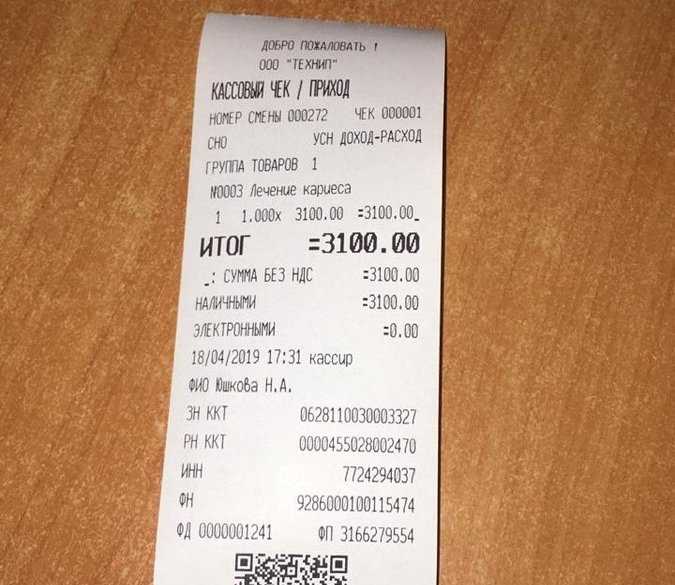 ДОБРО ПОЖАЛОВАТЬ !
ООО "ТЕХНИП"
КАССОВЫЙ ЧЕК / ПРИХОД
НОМЕР СМЕНЫ 000272 ЧЕК 000001
СНО УСН ДОХОД-РАСХОД
ГРУППА ТОВАРОВ 1
N0003 Лечение кариеса
1 1.000x 3100.00 =3100.00_
ИТОГ =3100.00
_: СУММА БЕЗ НДС =3100.00
НАЛИЧНЫМИ =3100.00
ЭЛЕКТРОННЫМИ =0.00
18/04/2019 17:31 кассир
ФИО Юшкова Н.А.
ЗН ККТ 0628110030003327
РН ККТ 0000455028002470
ИНН 7724294037
ФН 9286000100115474
ФД 0000001241 ФП 3166279554